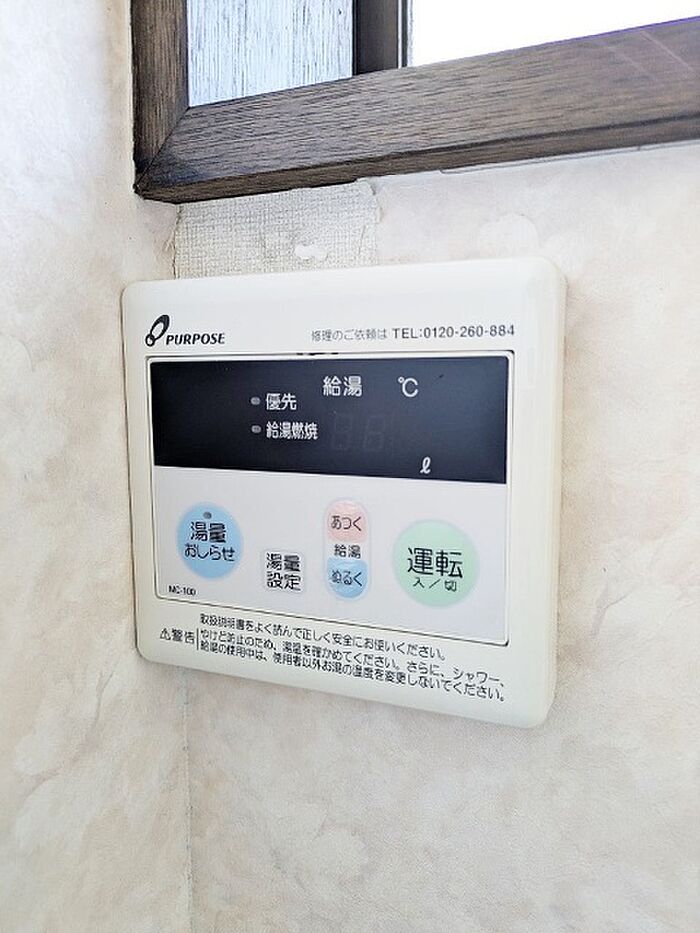 PURPOSE
修理のご依頼は TEL:0120-260-884
給湯 ℃
優先
給湯燃焼
ℓ
湯量
おしらせ
湯量
設定
あつく
給湯
ぬるく
運転
入/切
MC-100
⚠警告
取扱説明書をよく読んで正しく安全にお使いください。
やけど防止のため、湯温を確かめてください。さらに、シャワー、
給湯の使用中は、使用者以外お湯の温度を変更しないでください。